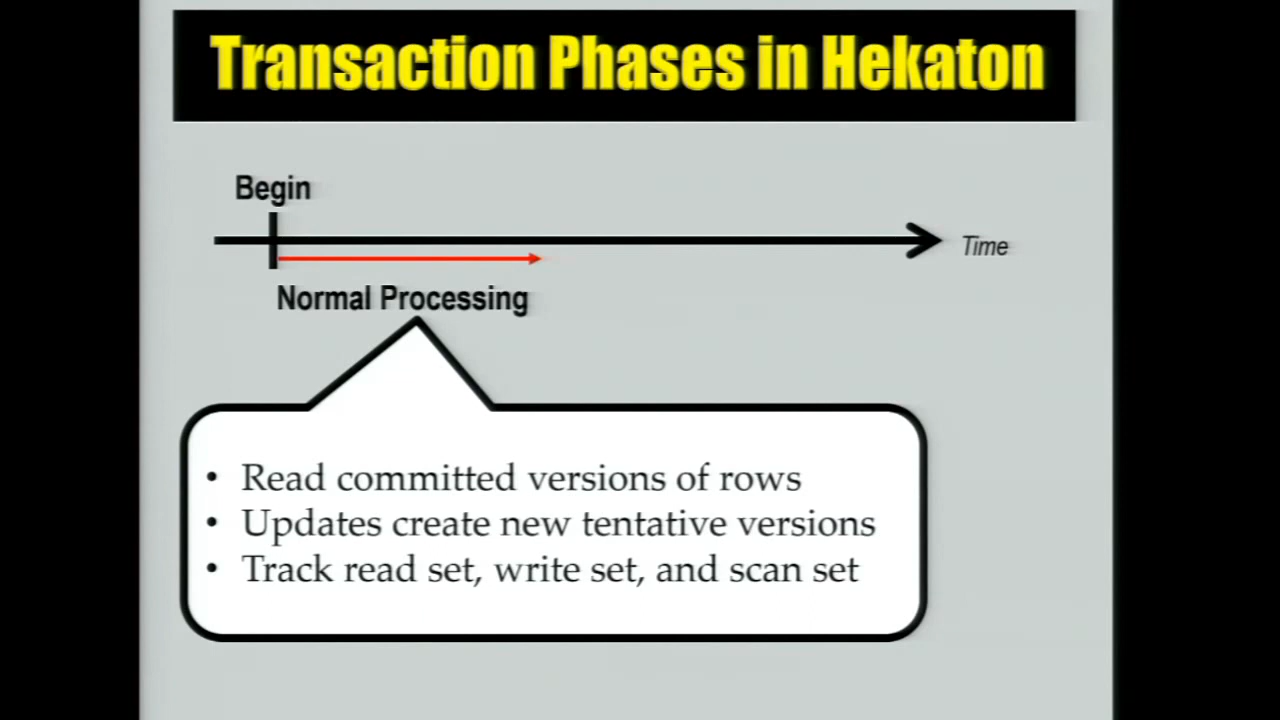 Transaction Phases in Hekaton
Begin
Time
Normal Processing
• Read committed versions of rows
• Updates create new tentative versions
• Track read set, write set, and scan set